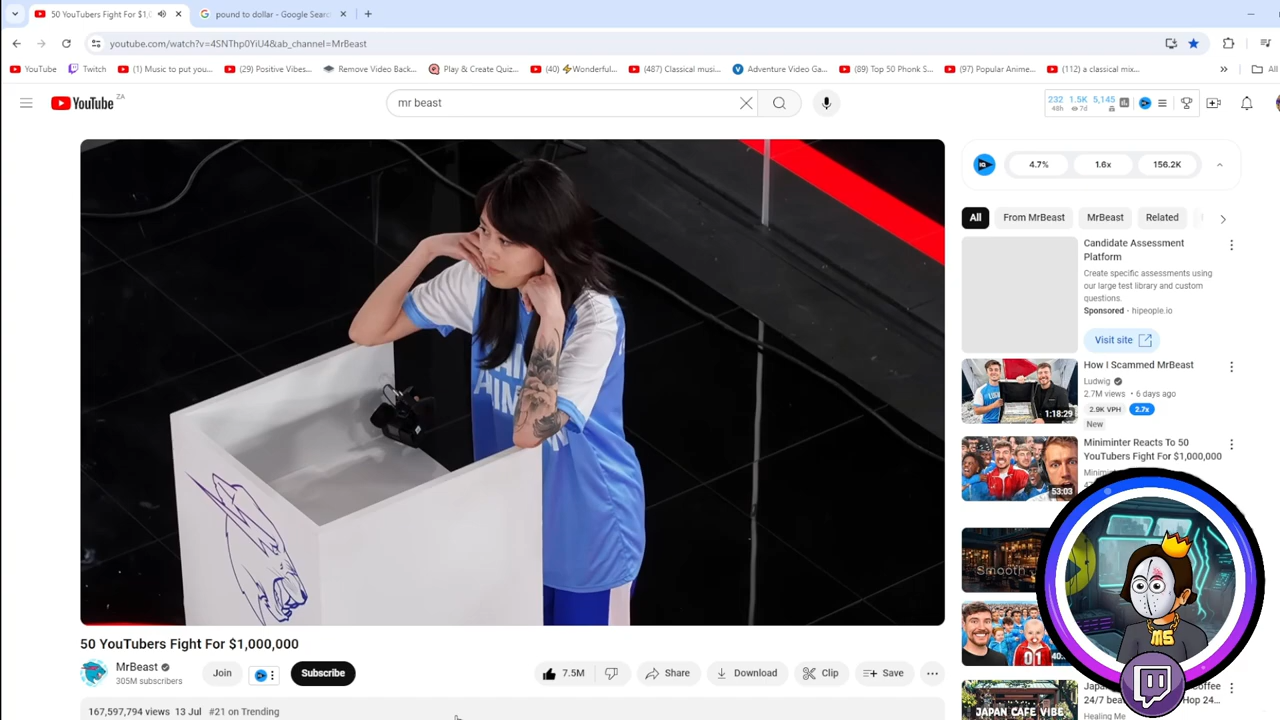 50 YouTubers Fight For $1,0
pound to dollar - Google Searc
youtube.com/watch?v=4SNThp0YiU4&ab_channel=MrBeast
YouTube
Twitch
(1) Music to put you...
(29) Positive Vibes...
Remove Video Back...
Play & Create Quiz...
(40) ⚡Wonderful...
(487) Classical musi...
Adventure Video Ga...
(89) Top 50 Phonk S...
(97) Popular Anime...
(112) a classical mix...
All
YouTube ZA
mr beast
232 1.5K 5,145
48h 7d
IQ 4.7% 1.6x 156.2K
All From MrBeast MrBeast Related
Candidate Assessment
Platform
Create specific assessments using
our large test library and custom
questions.
Sponsored · hipeople.io
Visit site
How I Scammed MrBeast
Ludwig
2.7M views • 6 days ago
2.9K VPH 2.7x
New
1:18:29
Miniminter Reacts To 50
YouTubers Fight For $1,000,000
53:03
Smooth
01
JAPAN CAFE VIBE
Healing Me
MS
50 YouTubers Fight For $1,000,000
MrBeast
305M subscribers
Join
Subscribe
7.5M
Share
Download
Clip
Save
167,597,794 views 13 Jul #21 on Trending